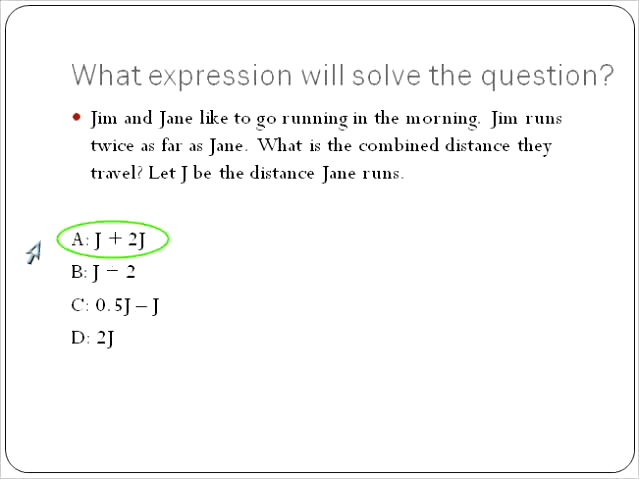 What expression will solve the question?
• Jim and Jane like to go running in the morning. Jim runs
twice as far as Jane. What is the combined distance they
travel? Let J be the distance Jane runs.
A: J + 2J
B: J ÷ 2
C: 0.5J – J
D: 2J